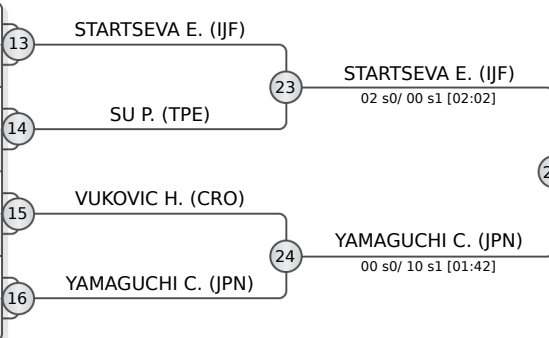 STARTSEVA E. (IJF)
13
23
STARTSEVA E. (IJF)
02 s0/ 00 s1 [02:02]
SU P. (TPE)
14
VUKOVIC H. (CRO)
15
24
YAMAGUCHI C. (JPN)
00 s0/ 10 s1 [01:42]
YAMAGUCHI C. (JPN)
16